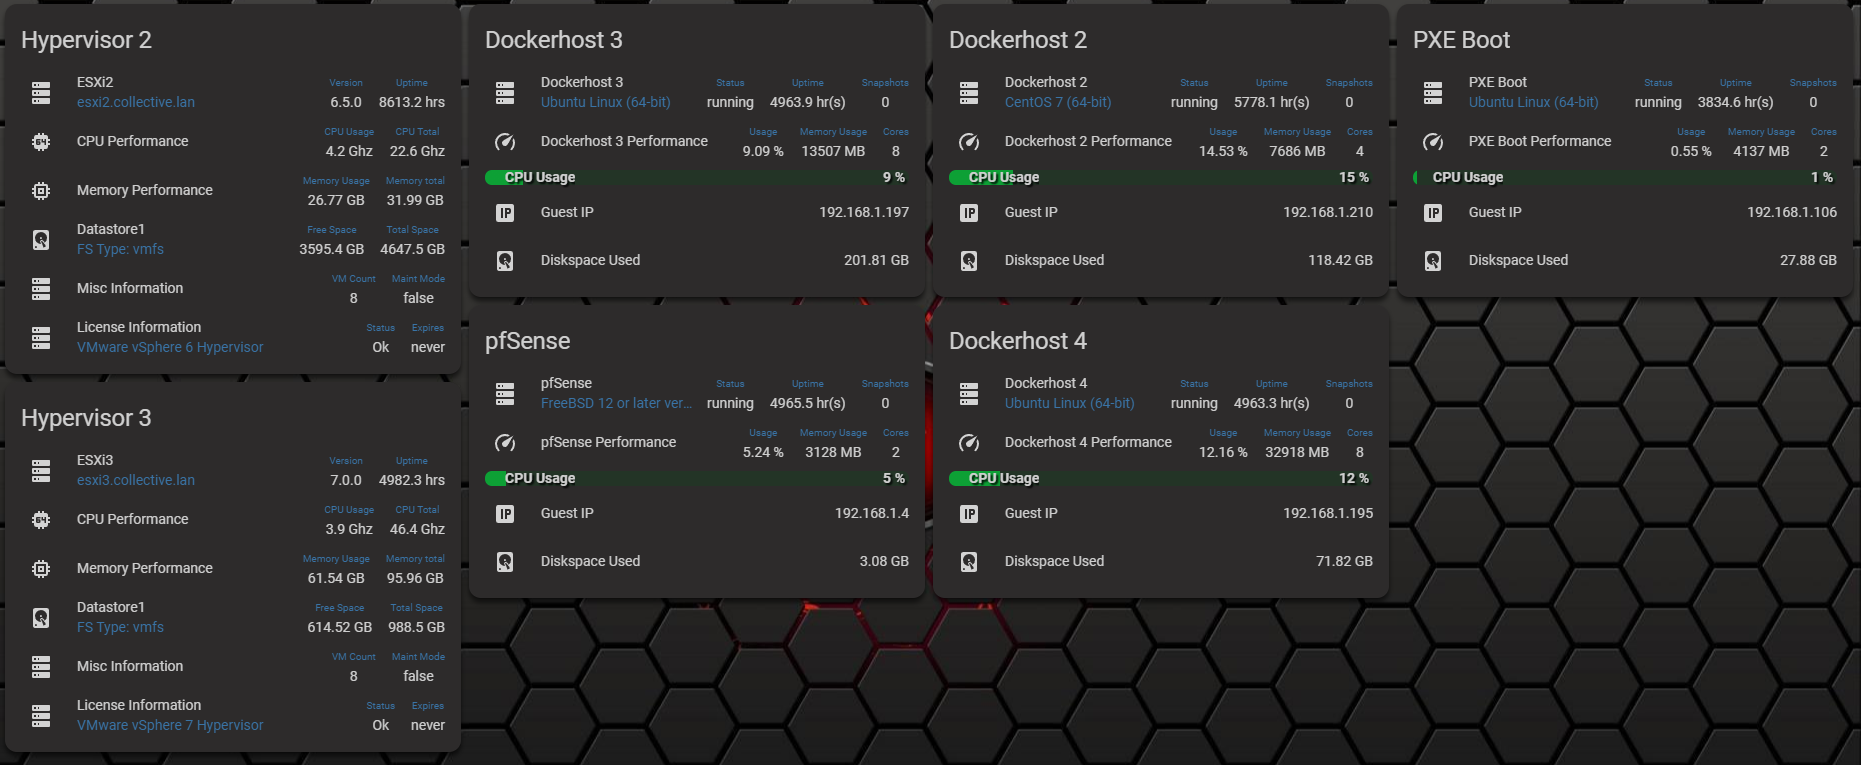 Hypervisor 2
ESXi2 Version Uptime
esxi2.collective.lan 6.5.0 8613.2 hrs
CPU Usage CPU Total
CPU Performance 4.2 Ghz 22.6 Ghz
Memory Usage Memory total
Memory Performance 26.77 GB 31.99 GB
Datastore1 Free Space Total Space
FS Type: vmfs 3595.4 GB 4647.5 GB
VM Count Maint Mode
Misc Information 8 false
License Information Status Expires
VMware vSphere 6 Hypervisor Ok never
Hypervisor 3
ESXi3 Version Uptime
esxi3.collective.lan 7.0.0 4982.3 hrs
CPU Usage CPU Total
CPU Performance 3.9 Ghz 46.4 Ghz
Memory Usage Memory total
Memory Performance 61.54 GB 95.96 GB
Datastore1 Free Space Total Space
FS Type: vmfs 614.52 GB 988.5 GB
VM Count Maint Mode
Misc Information 8 false
License Information Status Expires
VMware vSphere 7 Hypervisor Ok never
Dockerhost 3
Dockerhost 3 Status Uptime Snapshots
Ubuntu Linux (64-bit) running 4963.9 hr(s) 0
Usage Memory Usage Cores
Dockerhost 3 Performance 9.09 % 13507 MB 8
CPU Usage 9 %
IP Guest IP 192.168.1.197
Diskspace Used 201.81 GB
pfSense
pfSense Status Uptime Snapshots
FreeBSD 12 or later ver... running 4965.5 hr(s) 0
Usage Memory Usage Cores
pfSense Performance 5.24 % 3128 MB 2
CPU Usage 5 %
IP Guest IP 192.168.1.4
Diskspace Used 3.08 GB
Dockerhost 2
Dockerhost 2 Status Uptime Snapshots
CentOS 7 (64-bit) running 5778.1 hr(s) 0
Usage Memory Usage Cores
Dockerhost 2 Performance 14.53 % 7686 MB 4
CPU Usage 15 %
IP Guest IP 192.168.1.210
Diskspace Used 118.42 GB
Dockerhost 4
Dockerhost 4 Status Uptime Snapshots
Ubuntu Linux (64-bit) running 4963.3 hr(s) 0
Usage Memory Usage Cores
Dockerhost 4 Performance 12.16 % 32918 MB 8
CPU Usage 12 %
IP Guest IP 192.168.1.195
Diskspace Used 71.82 GB
PXE Boot
PXE Boot Status Uptime Snapshots
Ubuntu Linux (64-bit) running 3834.6 hr(s) 0
Usage Memory Usage Cores
PXE Boot Performance 0.55 % 4137 MB 2
CPU Usage 1 %
IP Guest IP 192.168.1.106
Diskspace Used 27.88 GB